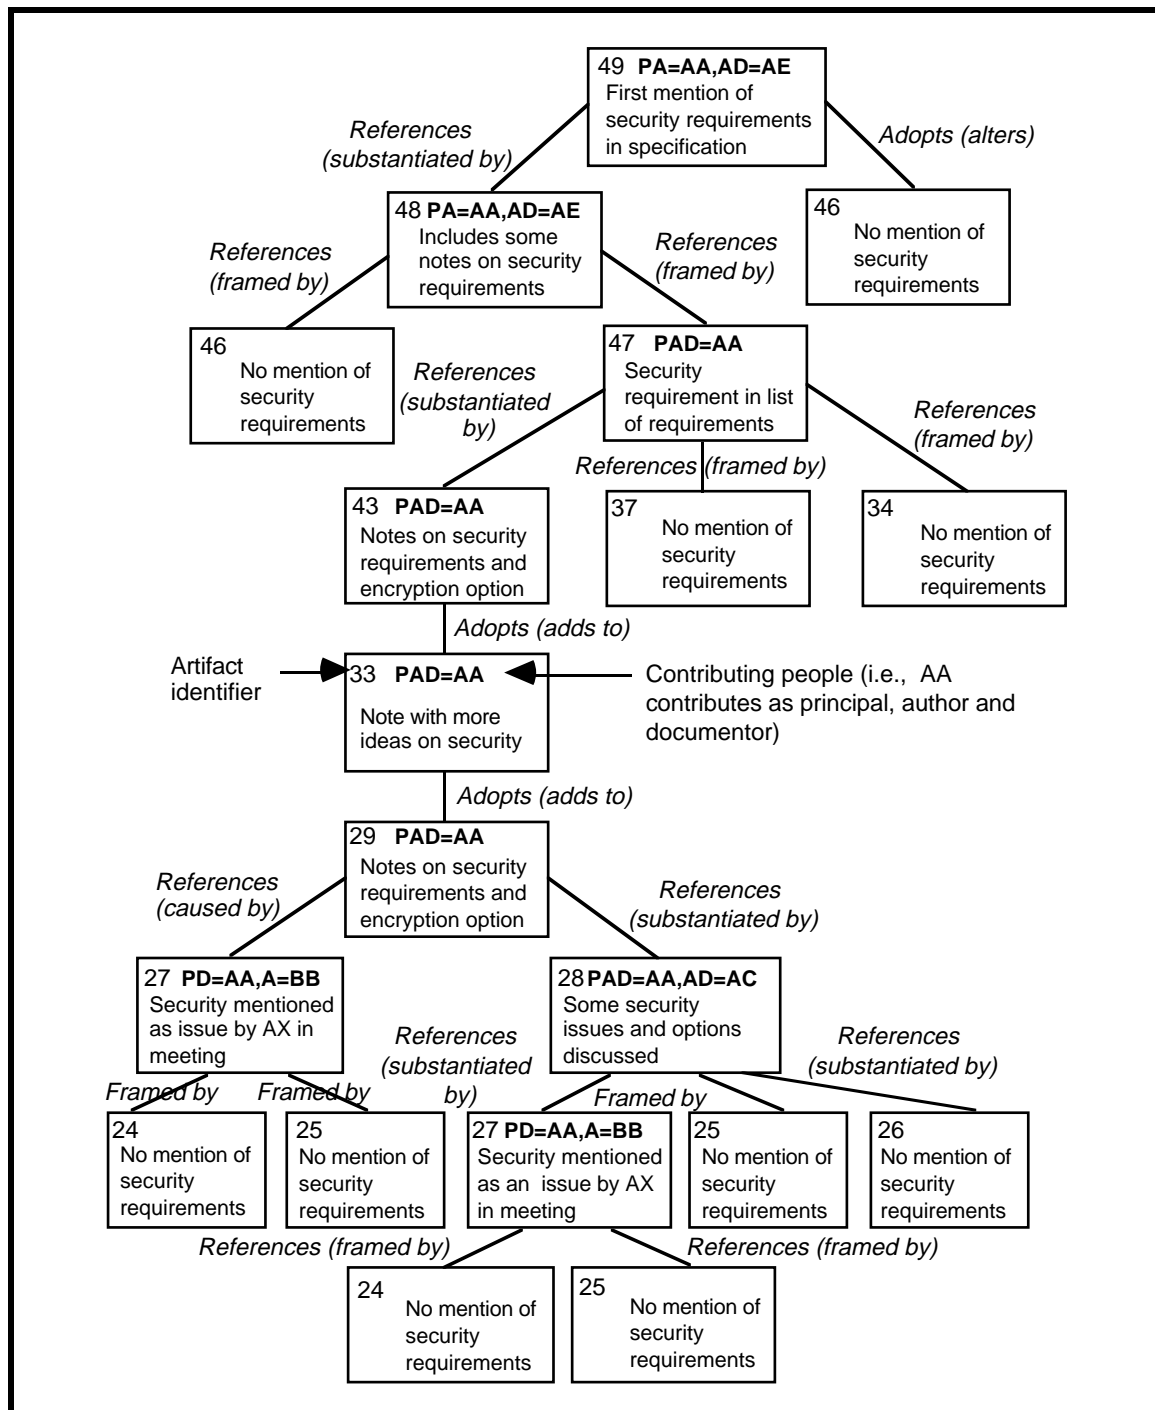 49 PA=AA,AD=AE
First mention of
security requirements
in specification
References
(substantiated by)
Adopts (alters)
48 PA=AA,AD=AE
Includes some
notes on security
requirements
46
No mention of
security
requirements
References
(framed by)
References
(framed by)
46
No mention of
security
requirements
47 PAD=AA
Security
requirement in list
of requirements
References
(substantiated
by)
References (framed by)
References
(framed by)
43 PAD=AA
Notes on security
requirements and
encryption option
37
No mention of
security
requirements
34
No mention of
security
requirements
Adopts (adds to)
Artifact
identifier
33 PAD=AA
Note with more
ideas on security
Contributing people (i.e., AA
contributes as principal, author and
documentor)
Adopts (adds to)
29 PAD=AA
Notes on security
requirements and
encryption option
References
(caused by)
References
(substantiated by)
27 PD=AA,A=BB
Security mentioned
as issue by AX in
meeting
28 PAD=AA,AD=AC
Some security
issues and options
discussed
References
(substantiated
by)
References
(substantiated by)
Framed by
Framed by
Framed by
24
No mention of
security
requirements
25
No mention of
security
requirements
27 PD=AA,A=BB
Security mentioned
as an issue by AX
in meeting
25
No mention of
security
requirements
26
No mention of
security
requirements
References (framed by)
References (framed by)
24
No mention of
security
requirements
25
No mention of
security
requirements